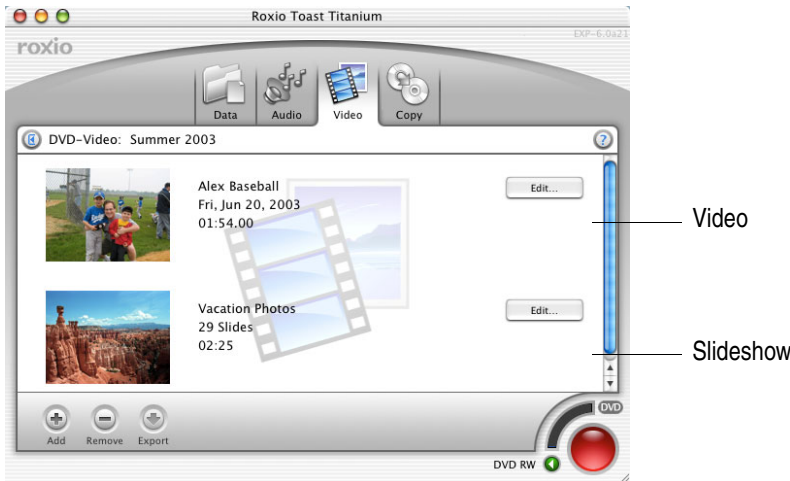 Roxio Toast Titanium
EXP-6.0a21
roxio
Data
Audio
Video
Copy
DVD-Video: Summer 2003
?
Alex Baseball
Fri, Jun 20, 2003
01:54.00
Edit...
Video
Vacation Photos
29 Slides
02:25
Edit...
Slideshow
Add
Remove
Export
DVD
DVD RW